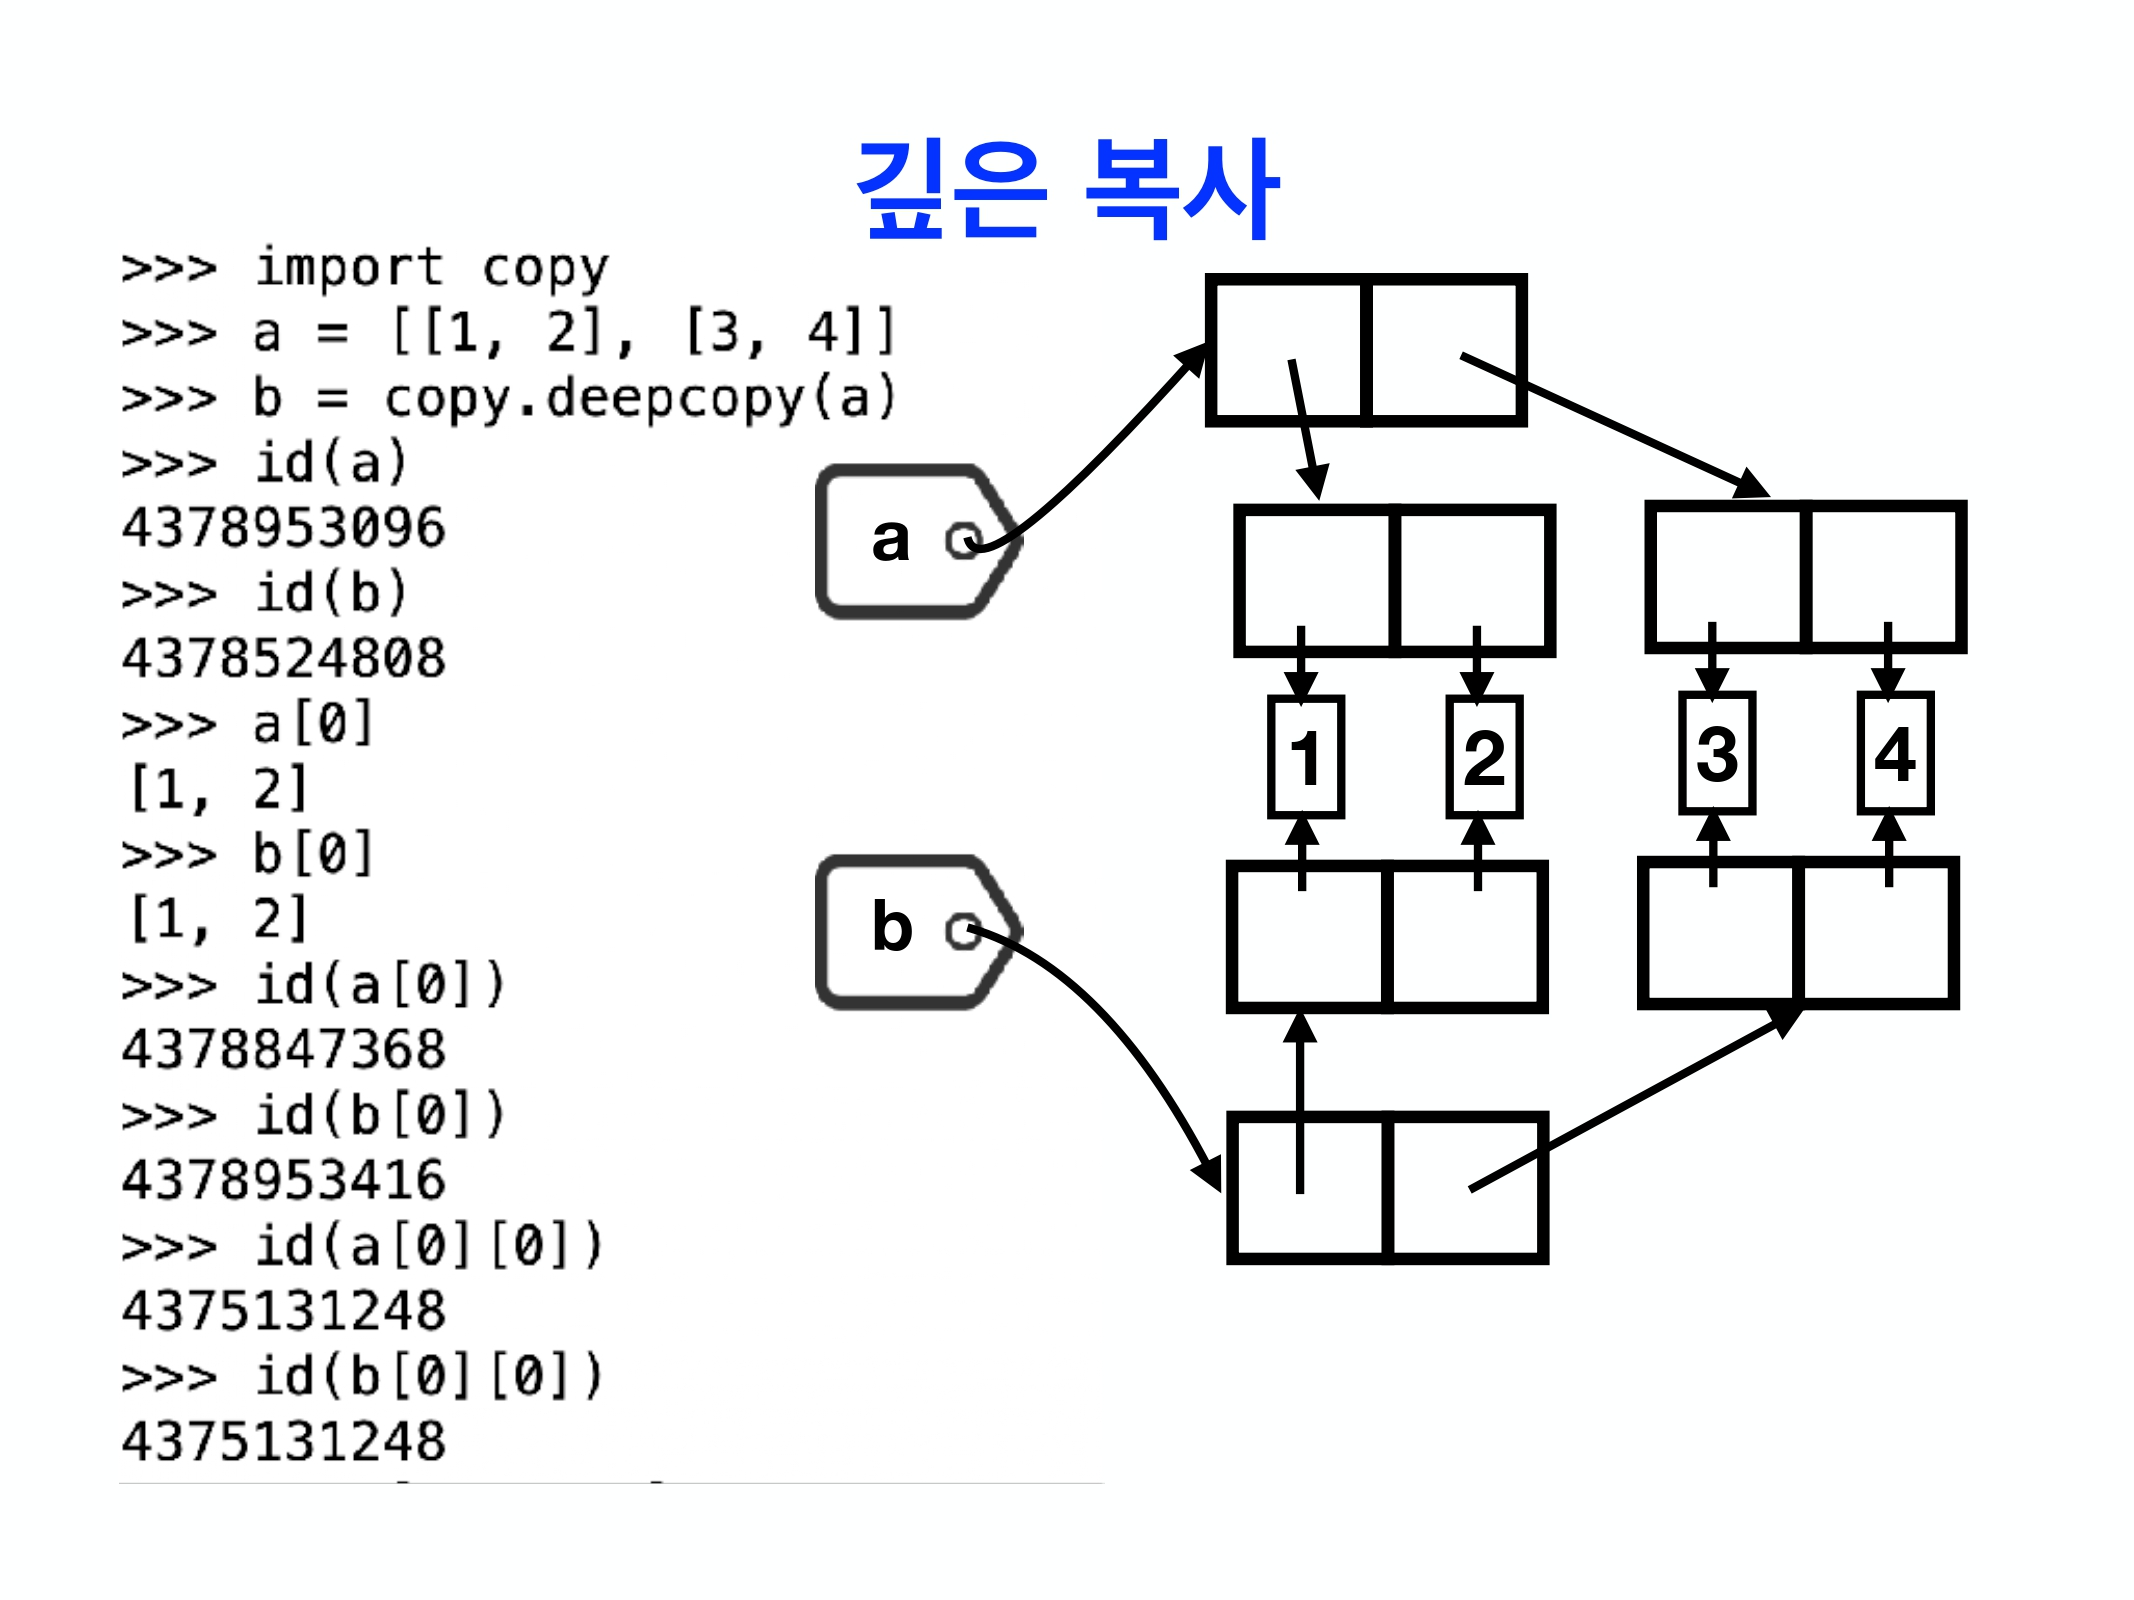 깊은 복사
>>> import copy
>>> a = [[1, 2], [3, 4]]
>>> b = copy.deepcopy(a)
>>> id(a)
4378953096
>>> id(b)
4378524808
>>> a[0]
[1, 2]
>>> b[0]
[1, 2]
>>> id(a[0])
4378847368
>>> id(b[0])
4378953416
>>> id(a[0][0])
4375131248
>>> id(b[0][0])
4375131248
a
1 2 3 4
b